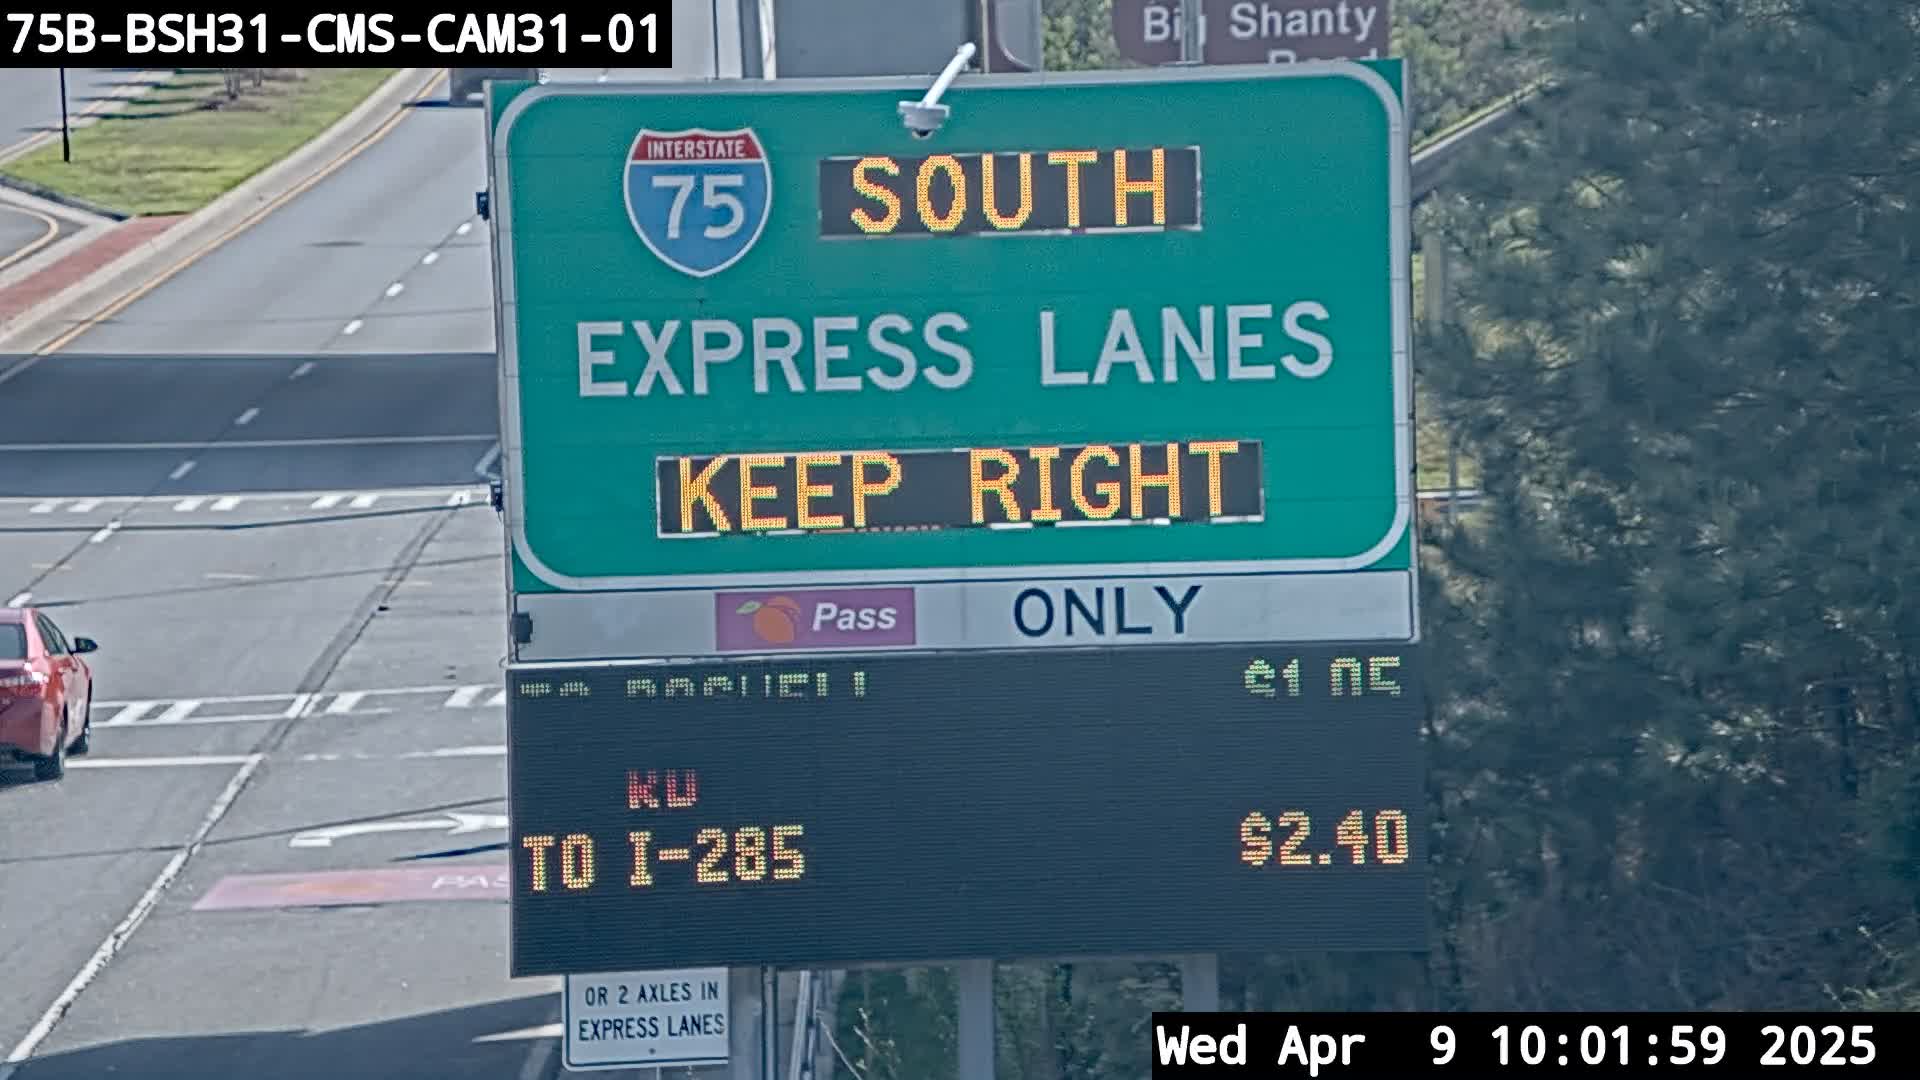 75B-BSH31-CMS-CAM31-01
Big Shanty
INTERSTATE
75
SOUTH
EXPRESS LANES
KEEP RIGHT
Pass ONLY
TO I-285 $2.40
OR 2 AXLES IN
EXPRESS LANES
Wed Apr 9 10:01:59 2025